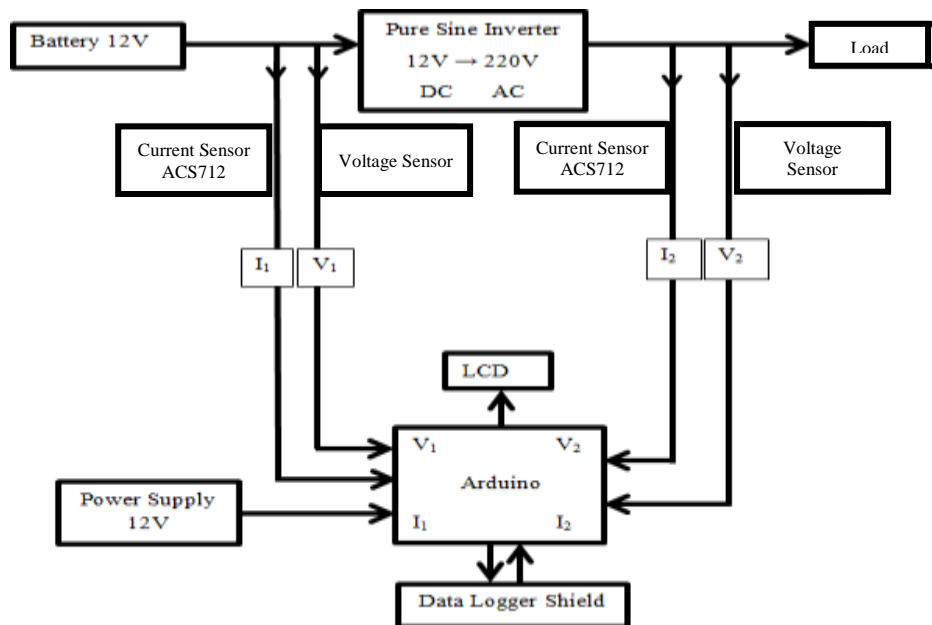 Battery 12V
Pure Sine Inverter
12V → 220V
DC AC
Load
Current Sensor
ACS712
Voltage Sensor
Current Sensor
ACS712
Voltage
Sensor
I₁
V₁
I₂
V₂
LCD
V₁
V₂
Arduino
I₁
I₂
Power Supply
12V
Data Logger Shield